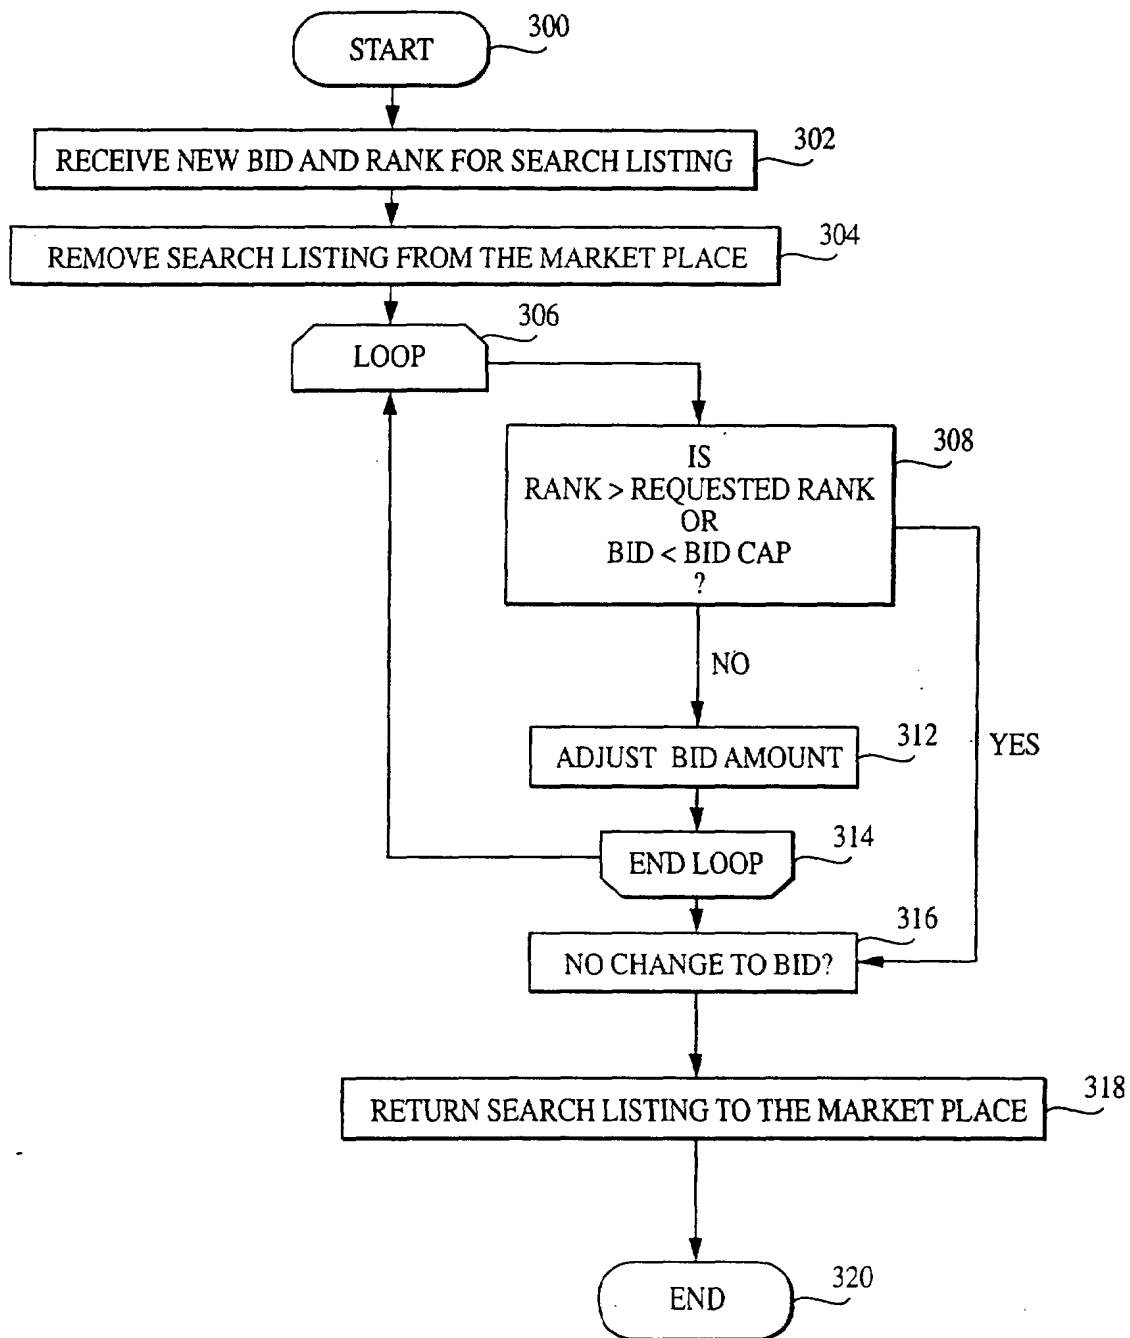 START
300
RECEIVE NEW BID AND RANK FOR SEARCH LISTING
302
REMOVE SEARCH LISTING FROM THE MARKET PLACE
304
LOOP
306
IS
RANK > REQUESTED RANK
OR
BID < BID CAP
?
308
NO
YES
ADJUST BID AMOUNT
312
END LOOP
314
NO CHANGE TO BID?
316
RETURN SEARCH LISTING TO THE MARKET PLACE
318
END
320